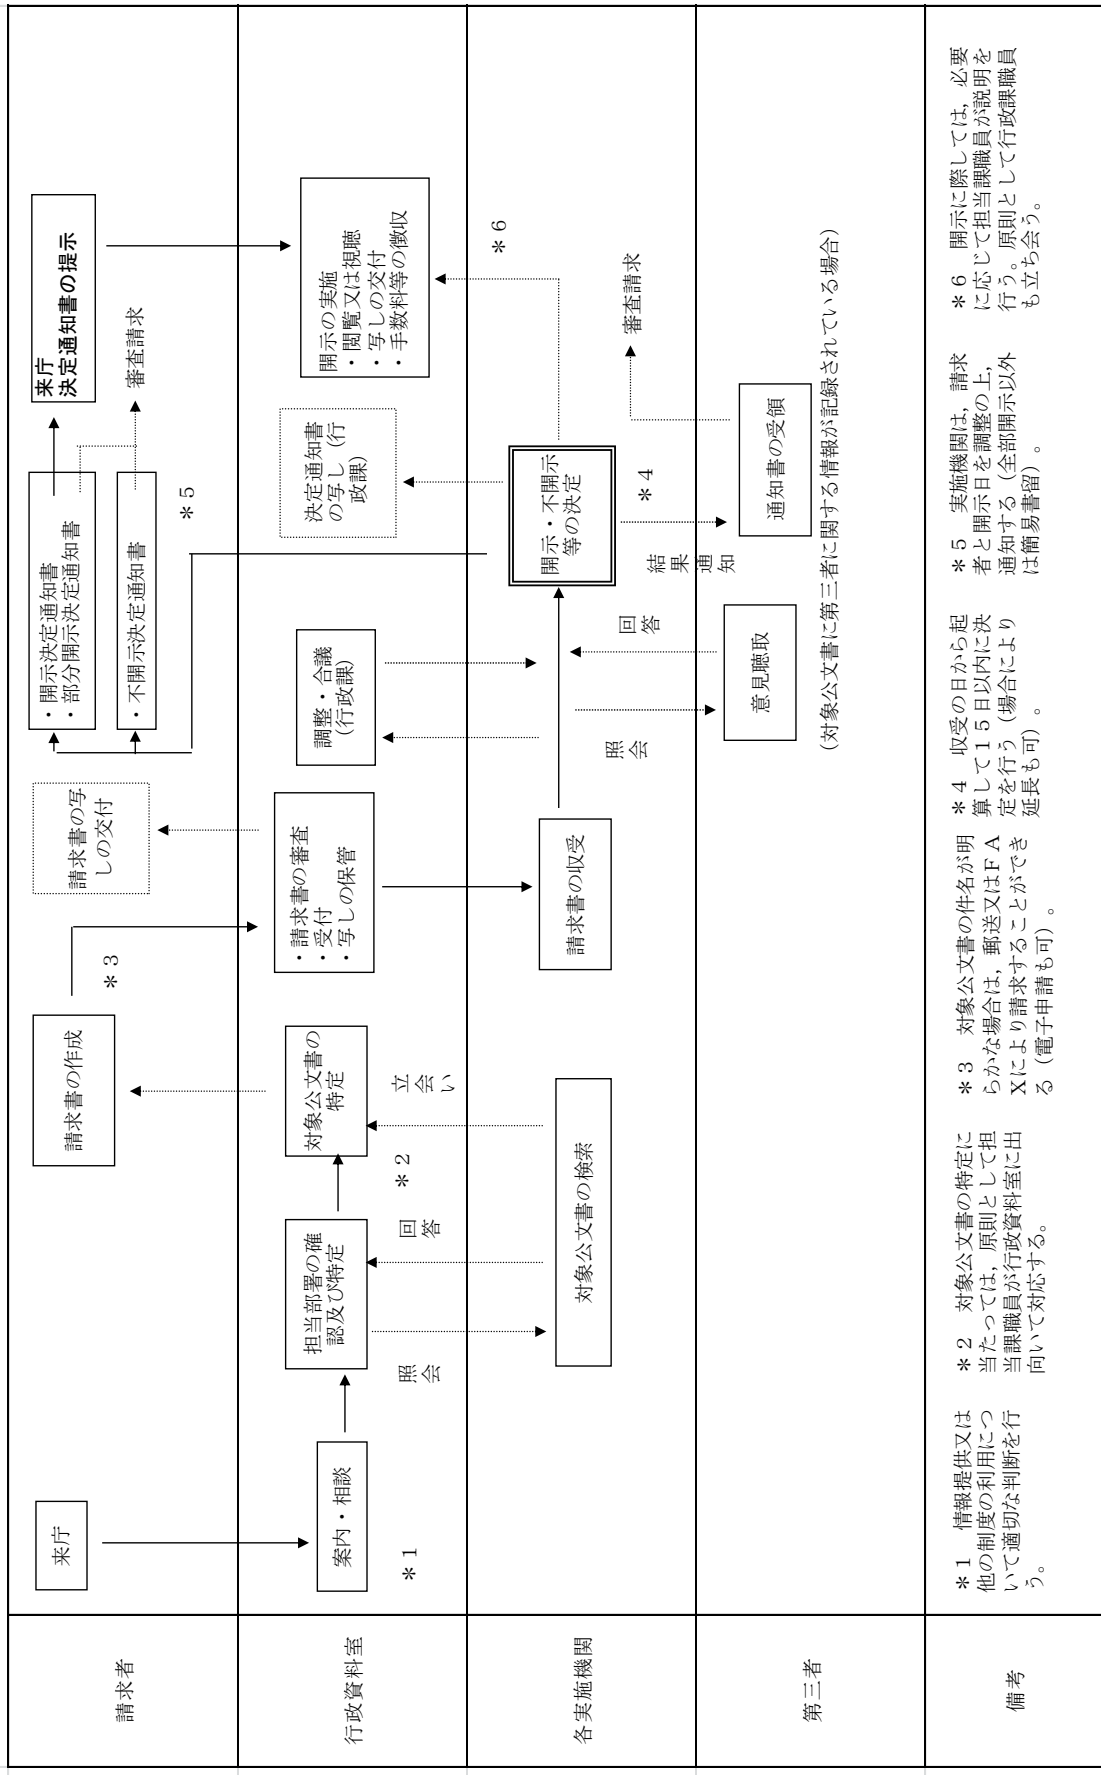 請求者
来庁
請求書の作成
＊３
請求書の写
しの交付
・開示決定通知書
・部分開示決定通知書
・不開示決定通知書
＊５
来庁
決定通知書の提示
審査請求
行政資料室
案内・相談
＊１
担当部署の確
認及び特定
照会
回答
対象公文書の
特定
＊２
立会い
・請求書の審査
・受付
・写しの保管
調整・合議
(行政課)
決定通知書
の写し（行
政課）
開示の実施
・閲覧又は視聴
・写しの交付
・手数料等の徴収
各実施機関
対象公文書の検索
請求書の収受
照会
回答
開示・不開示
等の決定
＊４
結果通知
＊６
第三者
意見聴取
通知書の受領
審査請求
(対象公文書に第三者に関する情報が記録されている場合)
備考
＊１　情報提供又は
他の制度の利用につ
いて適切な判断を行
う。
＊２　対象公文書の特定に
当たっては，原則として担
当課職員が行政資料室に出
向いて対応する。
＊３　対象公文書の件名が明
らかな場合は，郵送又はＦＡ
Ｘにより請求することができ
る（電子申請も可）。
＊４　収受の日から起
算して１５日以内に決
定を行う（場合により
延長も可）。
＊５　実施機関は，請求
者と開示日を調整の上，
通知する（全部開示以外
は簡易書留）。
＊６　開示に際しては，必要
に応じて担当課職員が説明を
行う。原則として行政課職員
も立ち会う。